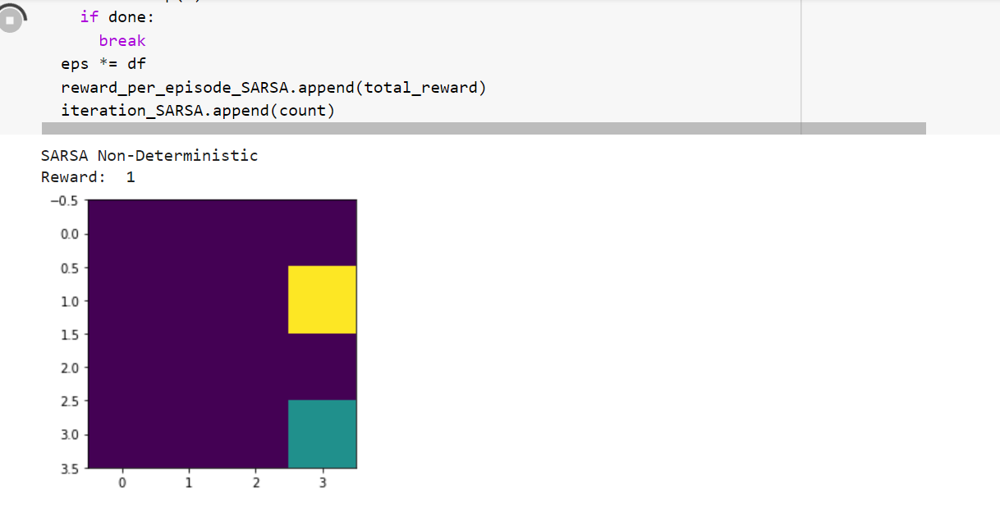 if done:
break
eps *= df
reward_per_episode_SARSA.append(total_reward)
iteration_SARSA.append(count)
SARSA Non-Deterministic
Reward:  1
−0.5
0.0
0.5
1.0
1.5
2.0
2.5
3.0
3.5
0 1 2 3